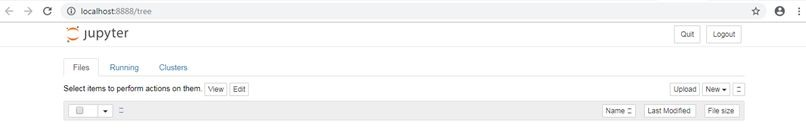 localhost:8888/tree
jupyter Quit Logout
Files Running Clusters
Select items to perform actions on them. View Edit Upload New
Name Last Modified File size